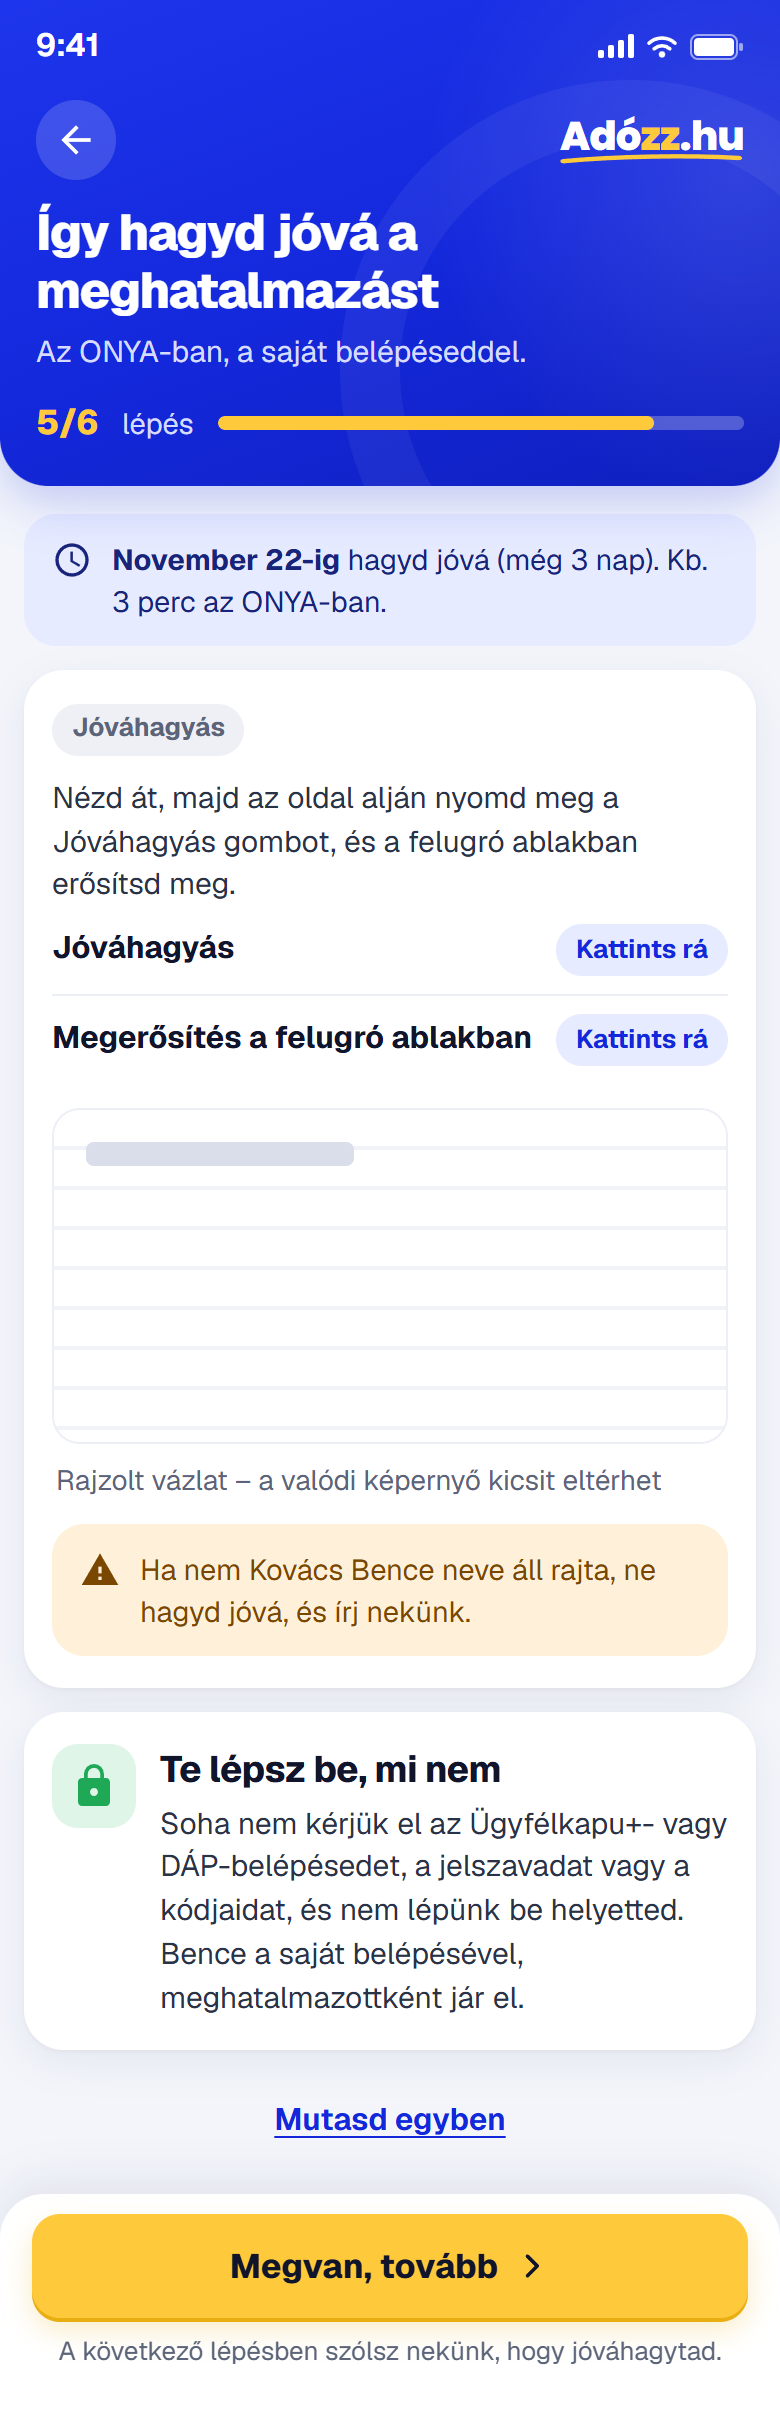 9:41
Adózz.hu
Így hagyd jóvá a
meghatalmazást
Az ONYA-ban, a saját belépéseddel.
5/6 lépés
November 22-ig hagyd jóvá (még 3 nap). Kb.
3 perc az ONYA-ban.
Jóváhagyás
Nézd át, majd az oldal alján nyomd meg a
Jóváhagyás gombot, és a felugró ablakban
erősítsd meg.
Jóváhagyás Kattints rá
Megerősítés a felugró ablakban Kattints rá
Rajzolt vázlat – a valódi képernyő kicsit eltérhet
Ha nem Kovács Bence neve áll rajta, ne
hagyd jóvá, és írj nekünk.
Te lépsz be, mi nem
Soha nem kérjük el az Ügyfélkapu+- vagy
DÁP-belépésedet, a jelszavadat vagy a
kódjaidat, és nem lépünk be helyetted.
Bence a saját belépésével,
meghatalmazottként jár el.
Mutasd egyben
Megvan, tovább
A következő lépésben szólsz nekünk, hogy jóváhagytad.